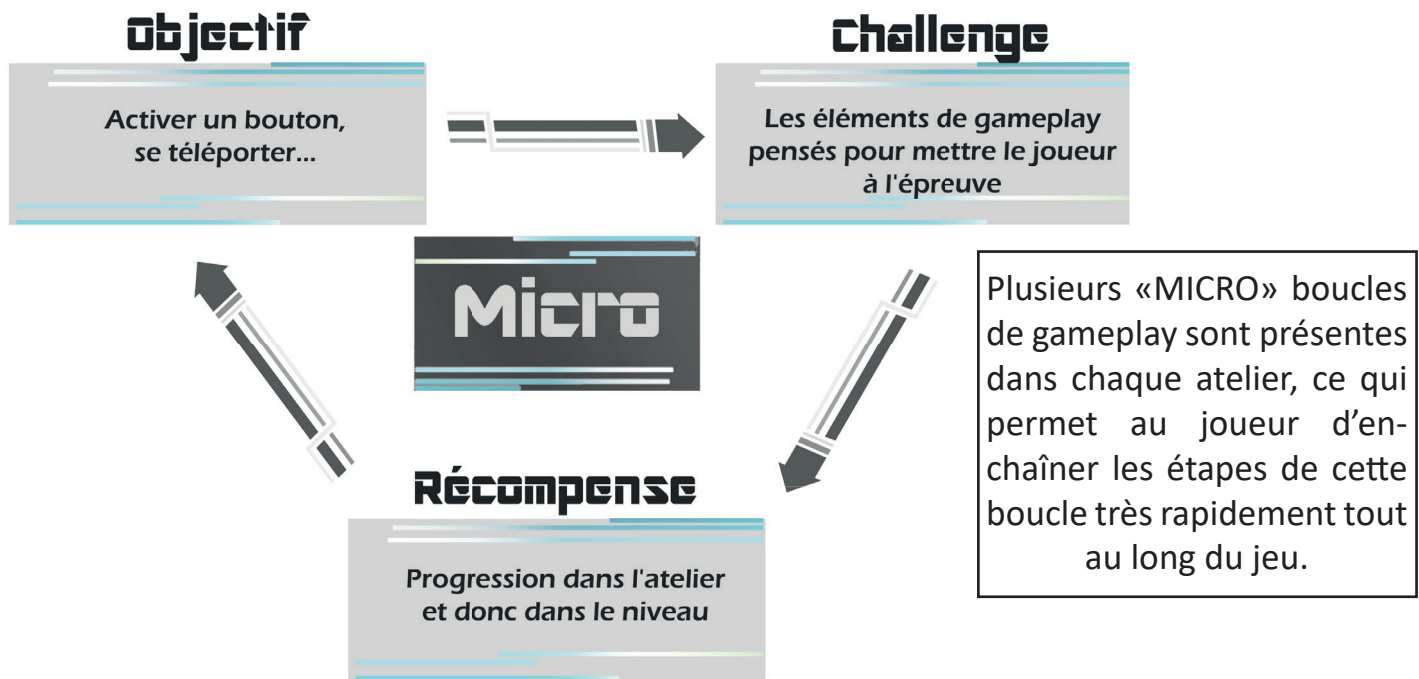 Objectif
Activer un bouton,
se téléporter...
Challenge
Les éléments de gameplay
pensés pour mettre le joueur
à l'épreuve
Micro
Récompense
Progression dans l'atelier
et donc dans le niveau
Plusieurs «MICRO» boucles
de gameplay sont présentes
dans chaque atelier, ce qui
permet au joueur d'en-
chaîner les étapes de cette
boucle très rapidement tout
au long du jeu.